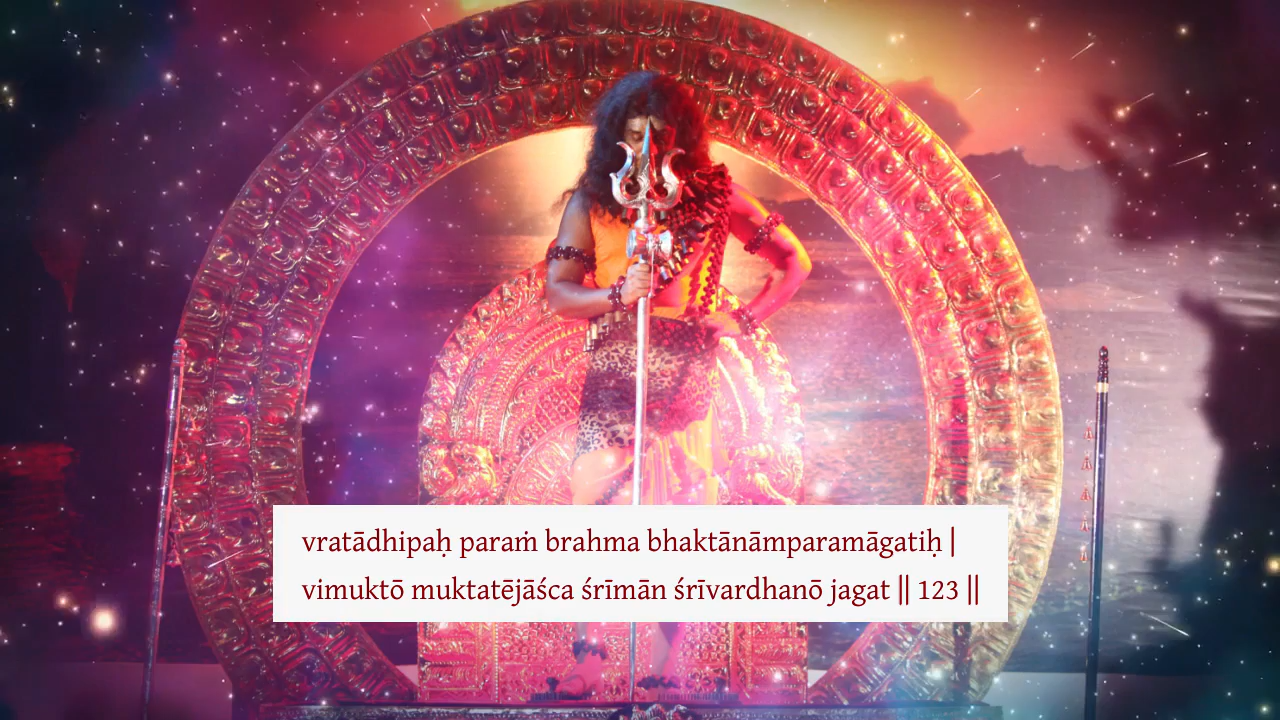 vratādhipaḥ paraṁ brahma bhaktānāmparamāgatiḥ |
vimuktō muktatējāśca śrīmān śrīvardhanō jagat || 123 ||